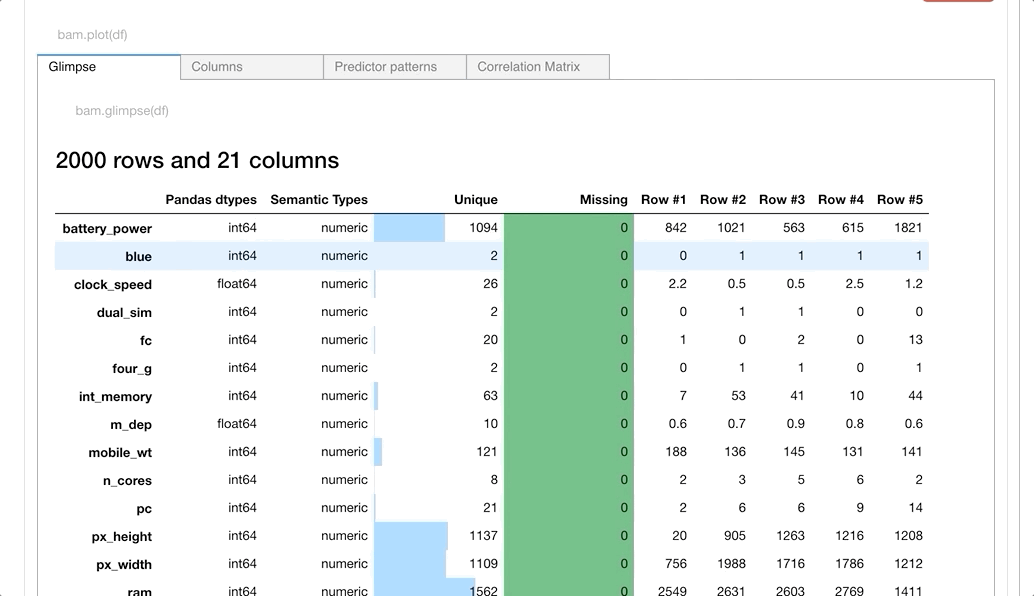 bam.plot(df)
Glimpse Columns Predictor patterns Correlation Matrix
bam.glimpse(df)
2000 rows and 21 columns
Pandas dtypes Semantic Types Unique Missing Row #1 Row #2 Row #3 Row #4 Row #5
battery_power int64 numeric 1094 0 842 1021 563 615 1821
blue int64 numeric 2 0 0 1 1 1 1
clock_speed float64 numeric 26 0 2.2 0.5 0.5 2.5 1.2
dual_sim int64 numeric 2 0 0 1 1 0 0
fc int64 numeric 20 0 1 0 2 0 13
four_g int64 numeric 2 0 0 1 1 0 1
int_memory int64 numeric 63 0 7 53 41 10 44
m_dep float64 numeric 10 0 0.6 0.7 0.9 0.8 0.6
mobile_wt int64 numeric 121 0 188 136 145 131 141
n_cores int64 numeric 8 0 2 3 5 6 2
pc int64 numeric 21 0 2 6 6 9 14
px_height int64 numeric 1137 0 20 905 1263 1216 1208
px_width int64 numeric 1109 0 756 1988 1716 1786 1212
ram int64 numeric 1562 0 2549 2631 2603 2769 1411